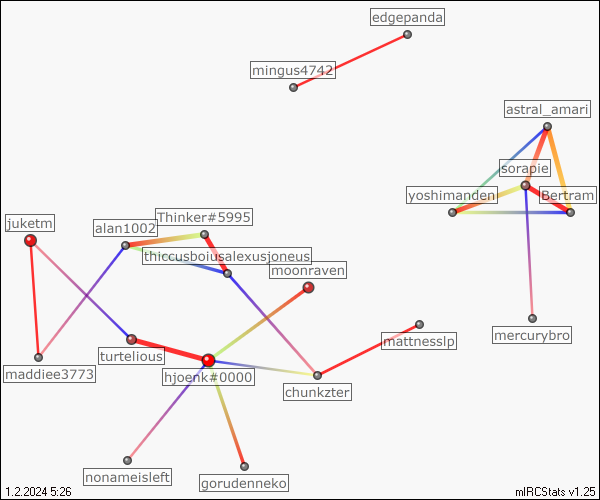 edgepanda
mingus4742
astral_amari
sorapie
yoshimanden
Bertram
juketm
Thinker#5995
alan1002
thiccusboiusalexusjoneus
moonraven
mattnesslp
mercurybro
turtelious
maddiee3773
hjoenk#0000
chunkzter
nonameisleft
gorudenneko
1.2.2024 5:26
mIRCStats v1.25